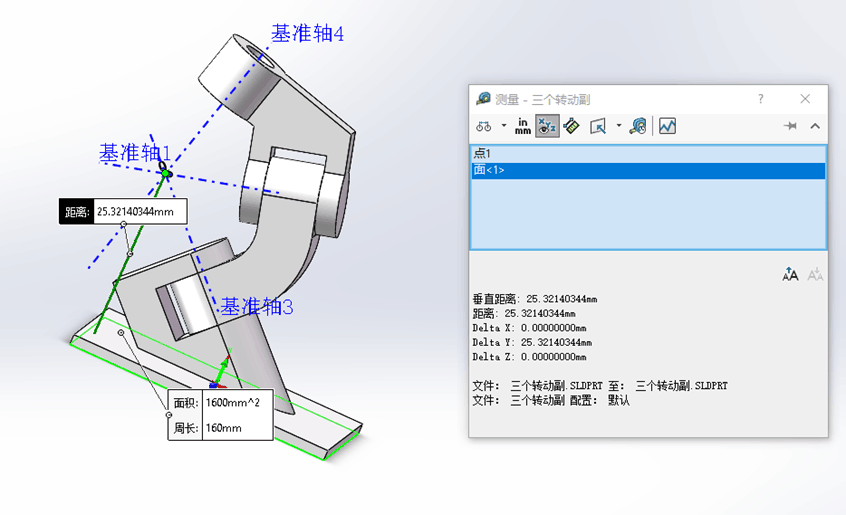 基准轴4
基准轴1
距离: 25.32140344mm
基准轴3
面积: 1600mm^2
周长: 160mm
测量 - 三个转动副
?
in
mm
XYZ
点1
面<1>
AA AA
垂直距离: 25.32140344mm
距离: 25.32140344mm
Delta X: 0.00000000mm
Delta Y: 25.32140344mm
Delta Z: 0.00000000mm
文件: 三个转动副.SLDPRT 至: 三个转动副.SLDPRT
文件: 三个转动副 配置: 默认